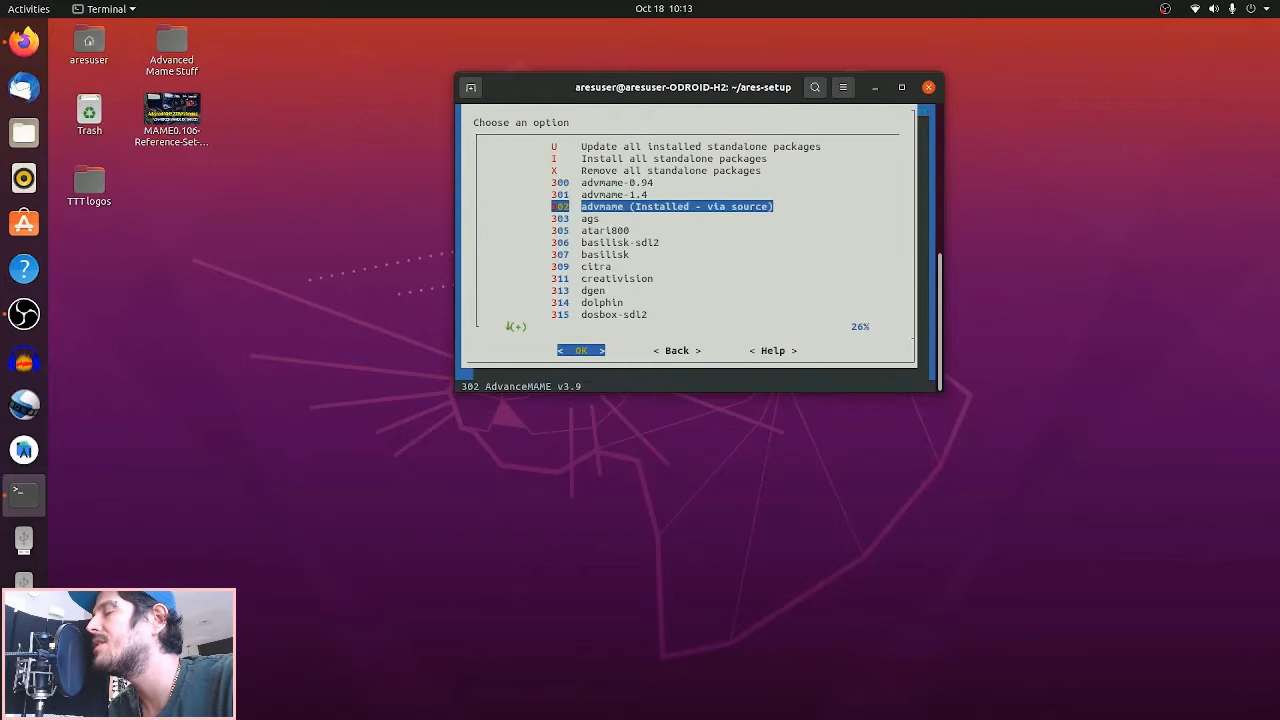 Activities
Terminal
Oct 18 10:13
aresuser
Advanced
Mame Stuff
Trash
MAME0.106-
Reference-Set-...
TTT logos
aresuser@aresuser-ODROID-H2: ~/ares-setup
Choose an option
U Update all installed standalone packages
I Install all standalone packages
X Remove all standalone packages
300 advmame-0.94
301 advmame-1.4
302 advmame (Installed - via source)
303 ags
305 atari800
306 basilisk-sdl2
307 basilisk
309 citra
311 creativision
313 dgen
314 dolphin
315 dosbox-sdl2
↓(+) 26%
< OK > < Back > < Help >
302 AdvanceMAME v3.9